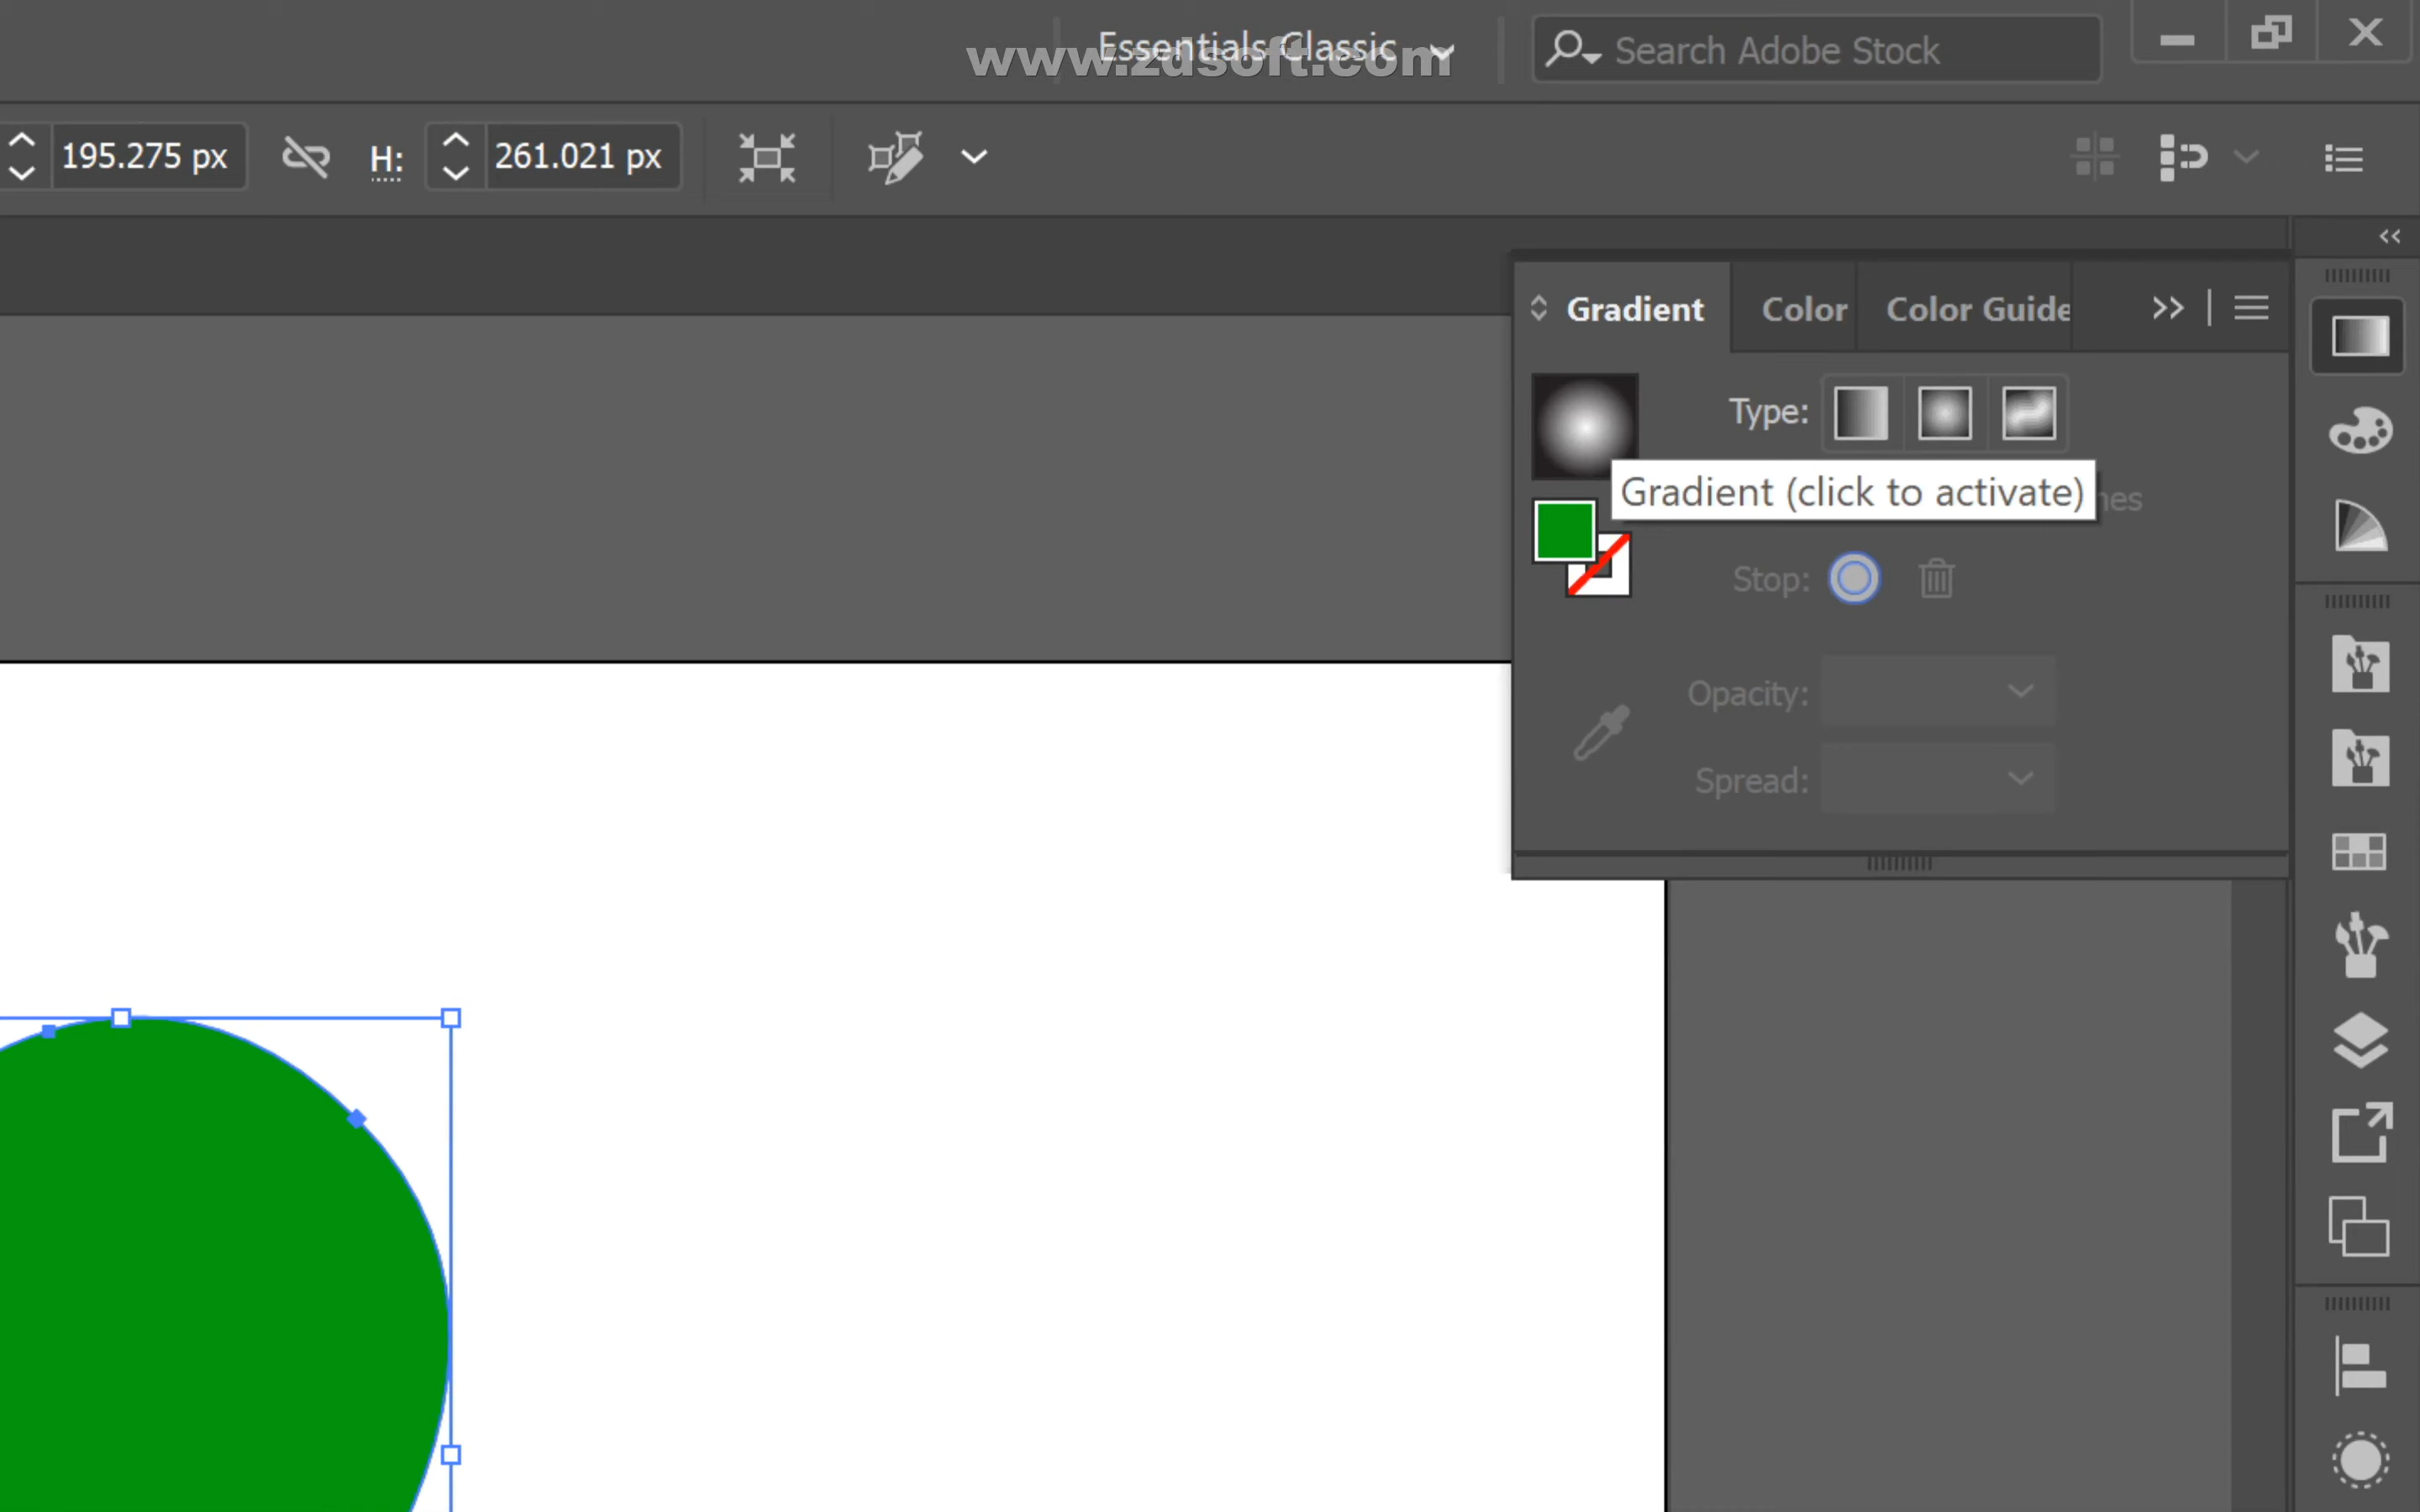 Essentials Classic
www.zdsoft.com
Search Adobe Stock
195.275 px
H:
261.021 px
Gradient
Color
Color Guide
Type:
Gradient (click to activate)
Stop:
Opacity:
Spread: